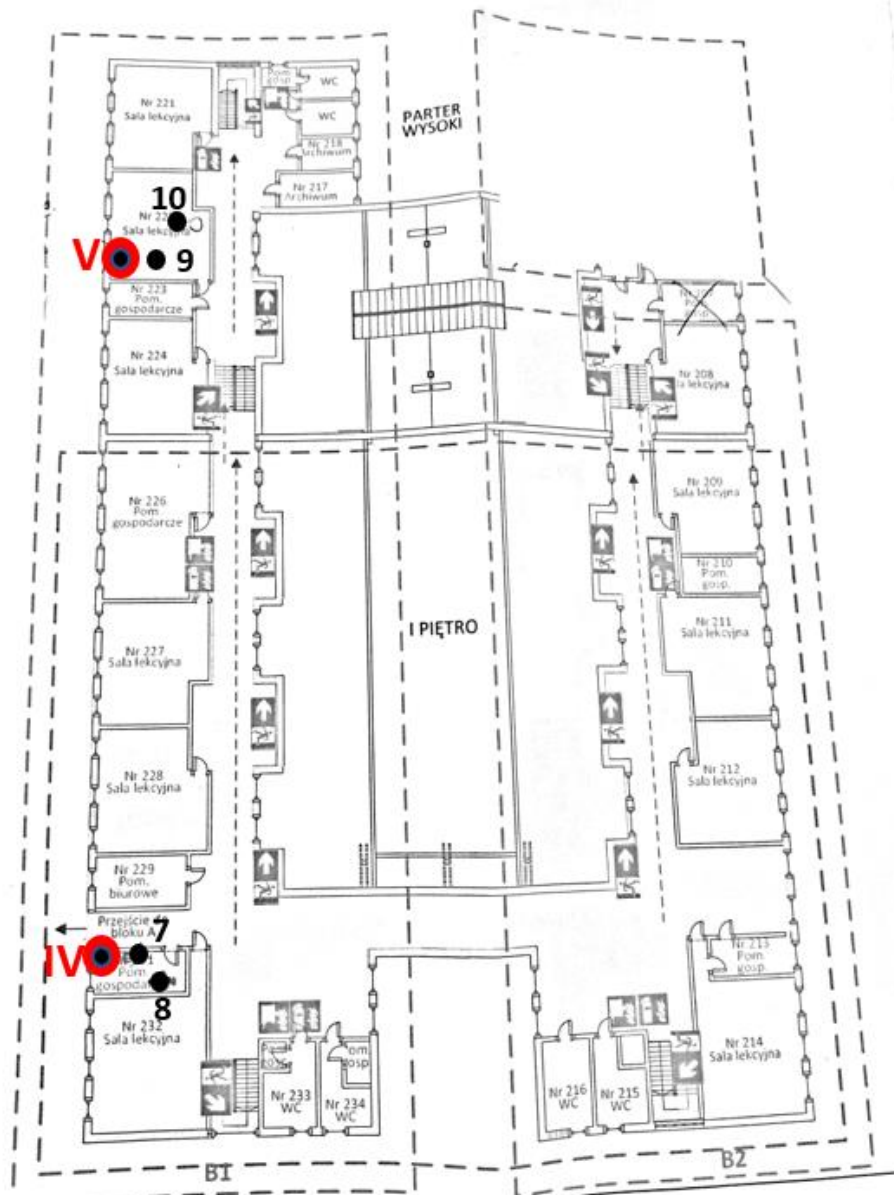 Nr 221
Sala lekcyjna
Pom
gosp.
WC
WC
Nr 218
Archiwum
Nr 217
Archiwum
PARTER
WYSOKI
10
Sala lekcyjna
V
9
Nr 223
Pom.
gospodarcze
Nr 224
Sala lekcyjna
Nr 208
Nr 226
Pom
gospodarcze
Nr 209
Sala lekcyjna
Nr 210
Pom.
gosp.
Nr 227
Sala lekcyjna
I PIĘTRO
Nr 211
Sala lekcyjna
Nr 228
Sala lekcyjna
Nr 212
Sala lekcyjna
Nr 229
Pom.
biurowe
Przejście do
bloku A
7
IV
Pom
8
Nr 232
Sala lekcyjna
Nr 213
Pom
gosp.
Nr 214
Sala lekcyjna
Nr 233
WC
Nr 234
WC
Nr 216
WC
Nr 215
WC
B1
B2